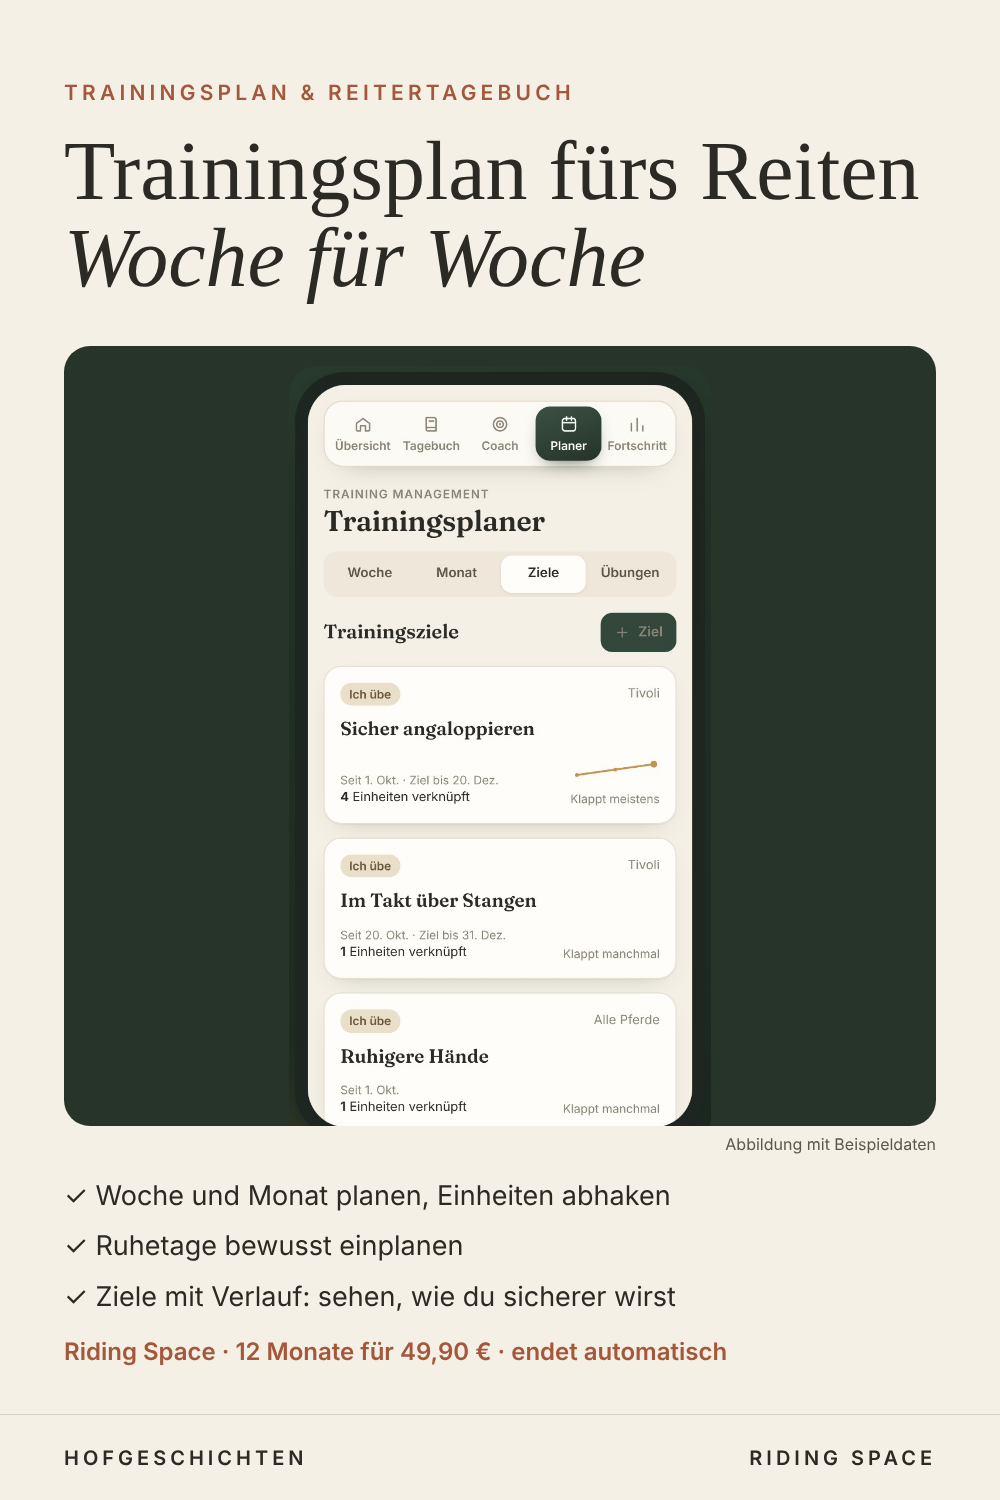 TRAININGSPLAN & REITERTAGEBUCH
Trainingsplan fürs Reiten
Woche für Woche
Übersicht Tagebuch Coach Planer Fortschritt
TRAINING MANAGEMENT
Trainingsplaner
Woche Monat Ziele Übungen
Trainingsziele + Ziel
Ich übe Tivoli
Sicher angaloppieren
Seit 1. Okt. · Ziel bis 20. Dez.
4 Einheiten verknüpft Klappt meistens
Ich übe Tivoli
Im Takt über Stangen
Seit 20. Okt. · Ziel bis 31. Dez.
1 Einheiten verknüpft Klappt manchmal
Ich übe Alle Pferde
Ruhigere Hände
Seit 1. Okt.
1 Einheiten verknüpft Klappt manchmal
Abbildung mit Beispieldaten
✓ Woche und Monat planen, Einheiten abhaken
✓ Ruhetage bewusst einplanen
✓ Ziele mit Verlauf: sehen, wie du sicherer wirst
Riding Space · 12 Monate für 49,90 € · endet automatisch
HOFGESCHICHTEN RIDING SPACE